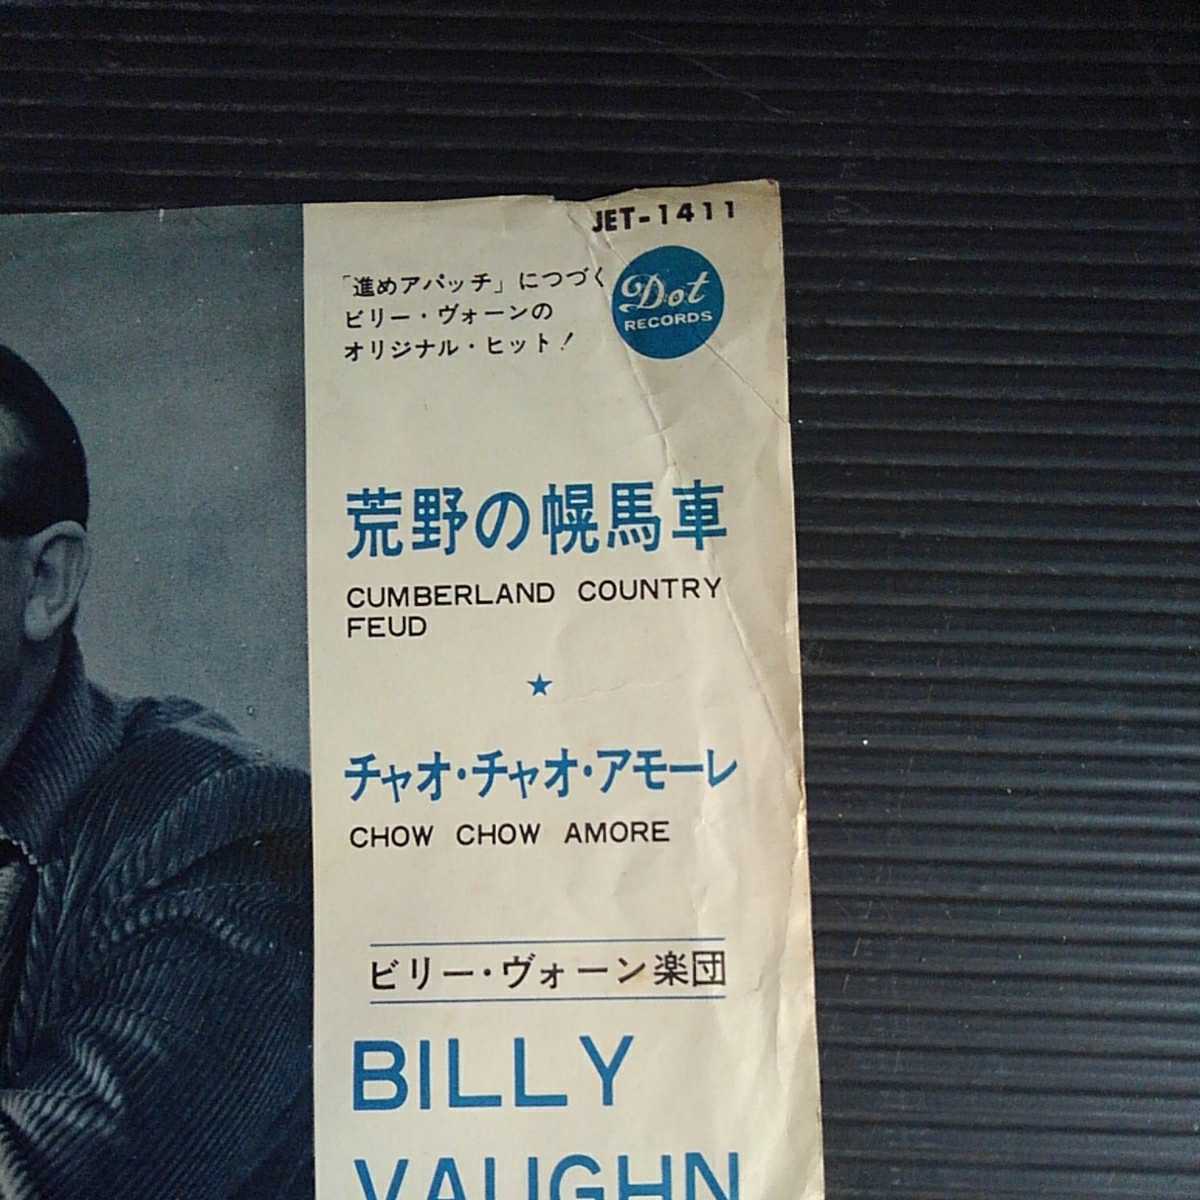 JET-1411
「進めアパッチ」につづく
ビリー・ヴォーンの
オリジナル・ヒット!
Dot
RECORDS
荒野の幌馬車
CUMBERLAND COUNTRY
FEUD
★
チャオ・チャオ・アモーレ
CHOW CHOW AMORE
ビリー・ヴォーン楽団
BILLY
VAUGHN